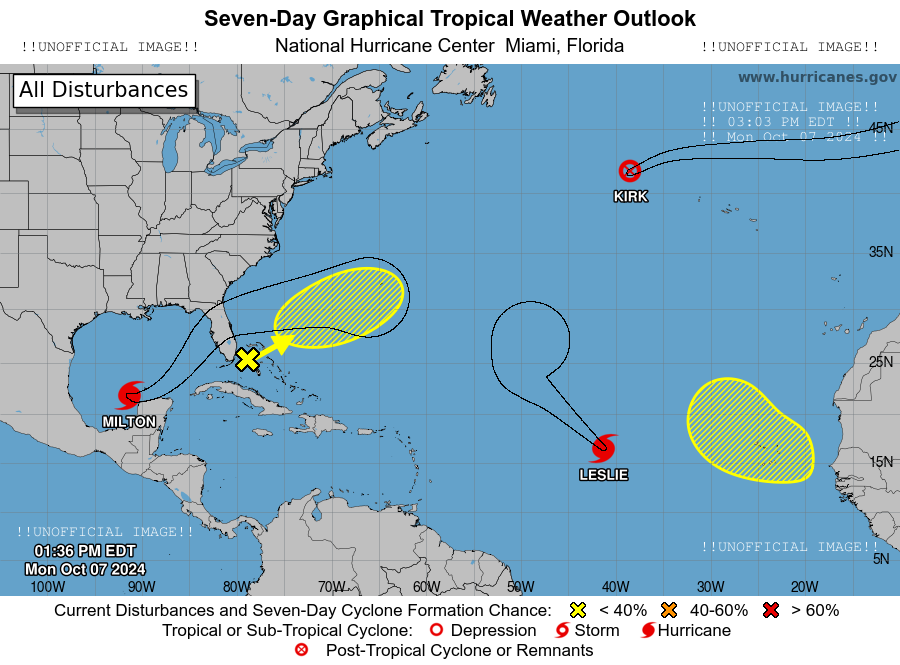 Seven-Day Graphical Tropical Weather Outlook
!!UNOFFICIAL IMAGE!! National Hurricane Center Miami, Florida !!UNOFFICIAL IMAGE!!
All Disturbances
www.hurricanes.gov
!!UNOFFICIAL IMAGE!!
!! 03:03 PM EDT !!
!! Mon Oct 07 2024 !!
45N
KIRK
35N
25N
MILTON
LESLIE
15N
!!UNOFFICIAL IMAGE!!
01:36 PM EDT
Mon Oct 07 2024
!!UNOFFICIAL IMAGE!!
5N
100W 90W 80W 70W 60W 50W 40W 30W 20W
Current Disturbances and Seven-Day Cyclone Formation Chance: < 40% 40-60% > 60%
Tropical or Sub-Tropical Cyclone: Depression Storm Hurricane
Post-Tropical Cyclone or Remnants